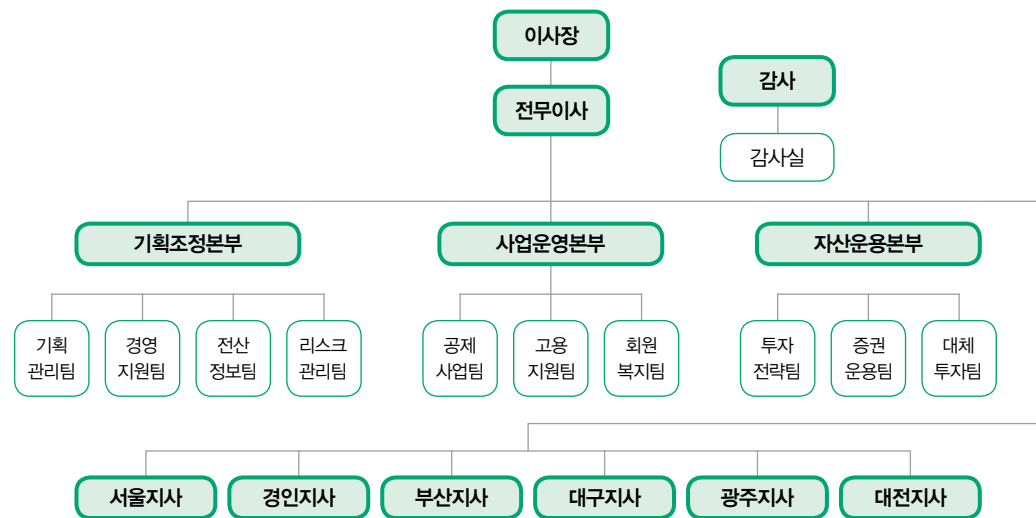 이사장
전무이사
감사
감사실
기획조정본부
사업운영본부
자산운용본부
기획
관리팀
경영
지원팀
전산
정보팀
리스크
관리팀
공제
사업팀
고용
지원팀
회원
복지팀
투자
전략팀
증권
운용팀
대체
투자팀
서울지사
경인지사
부산지사
대구지사
광주지사
대전지사